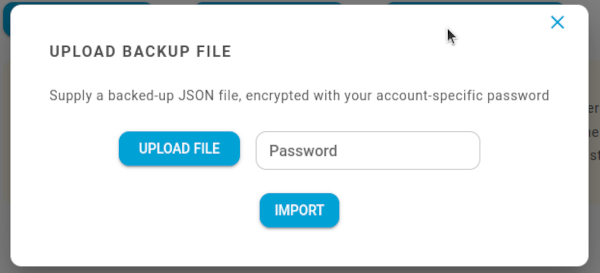 UPLOAD BACKUP FILE
Supply a backed-up JSON file, encrypted with your account-specific password
UPLOAD FILE
Password
IMPORT